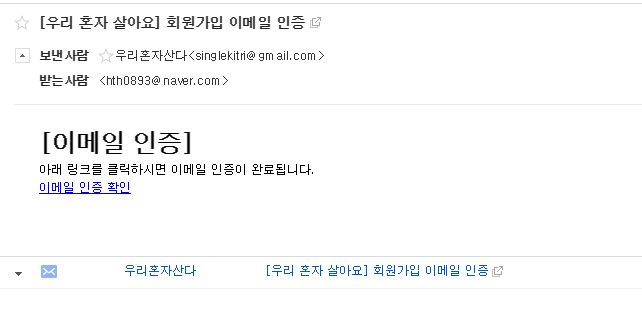 [우리 혼자 살아요] 회원가입 이메일 인증
보낸사람 우리혼자산다<singlekitri@gmail.com>
받는사람 <hth0893@naver.com>
[이메일 인증]
아래 링크를 클릭하시면 이메일 인증이 완료됩니다.
이메일 인증 확인
우리혼자산다 [우리 혼자 살아요] 회원가입 이메일 인증